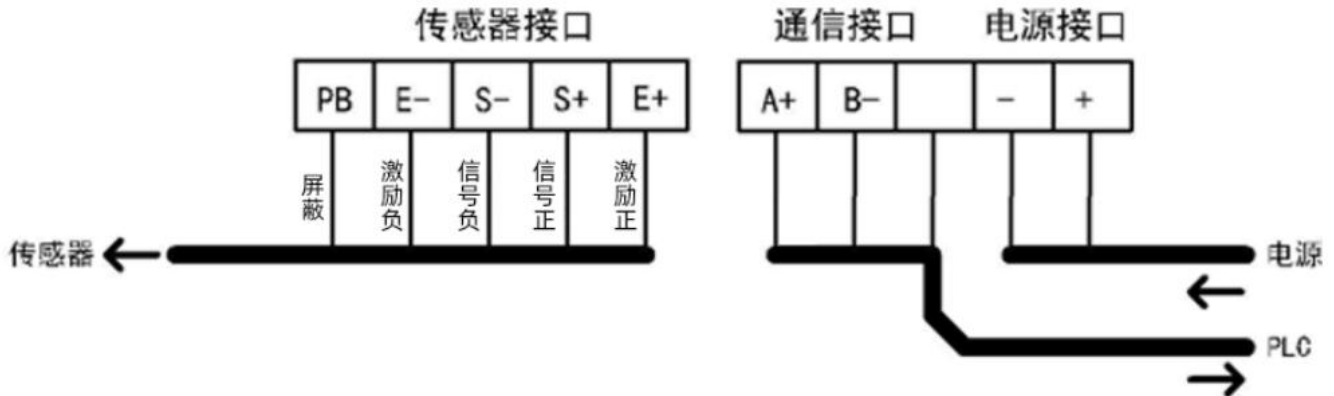 传感器接口 通信接口 电源接口
PB E- S- S+ E+ A+ B- - +
屏蔽 激励负 信号负 信号正 激励正
传感器 电源
PLC